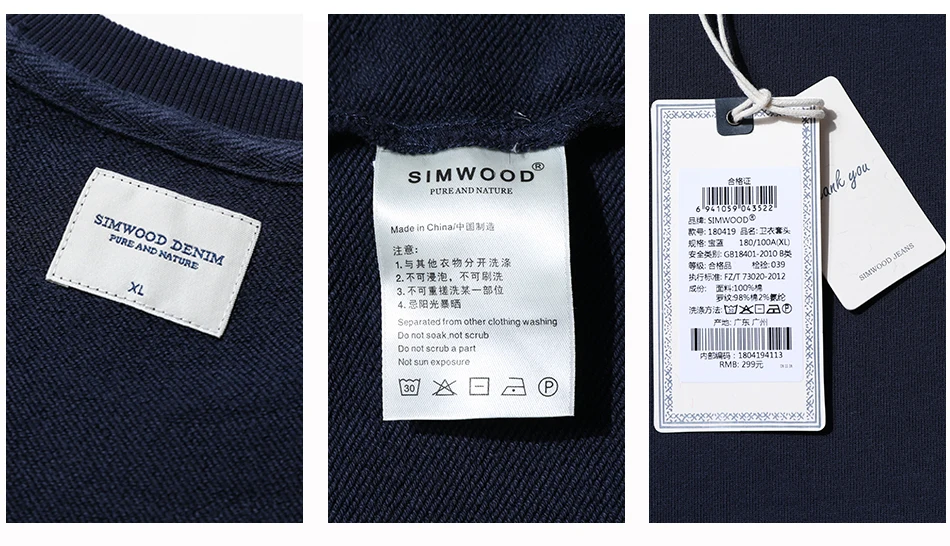 SIMWOOD DENIM
PURE AND NATURE
XL
SIMWOOD®
PURE AND NATURE
Made in China/中国制造
注意:
1.与其他衣物分开洗涤
2.不可浸泡，不可刷洗
3.不可重搓洗某一部位
4.忌阳光暴晒
Separated from other clothing washing
Do not soak,not scrub
Do not scrub a part
Not sun exposure
30
P
合格证
6 941059 043522
品牌: SIMWOOD®
款号: 180419 品名: 卫衣套头
规格: 宝蓝 180/100A(XL)
安全类别: GB18401-2010 B类
等级: 合格品 检验: 039
执行标准: FZ/T 73020-2012
成份: 面料:100%棉
罗纹:98%棉2%氨纶
洗涤方法:
产地: 广东 广州
内部编码: 1804194113
RMB: 299元
you
SIMWOOD JEANS